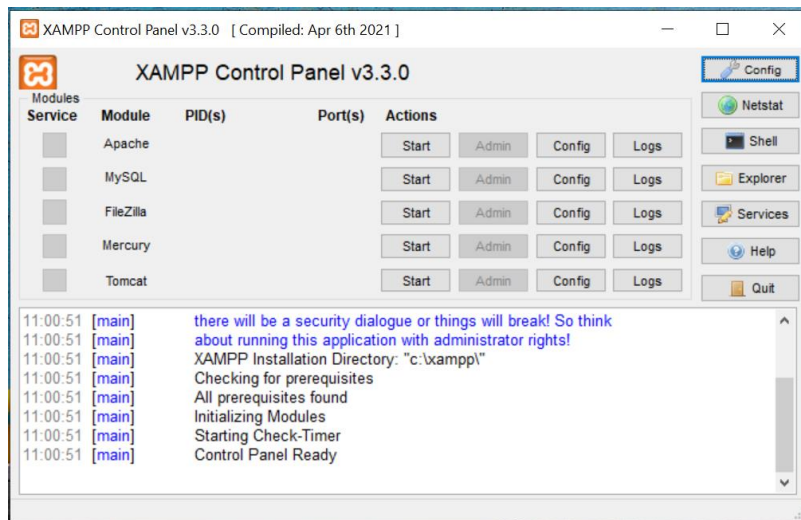 XAMPP Control Panel v3.3.0 [ Compiled: Apr 6th 2021 ]
XAMPP Control Panel v3.3.0
Config
Modules
Service Module PID(s) Port(s) Actions
Netstat
Apache Start Admin Config Logs
Shell
MySQL Start Admin Config Logs
Explorer
FileZilla Start Admin Config Logs
Services
Mercury Start Admin Config Logs
Help
Tomcat Start Admin Config Logs
Quit
11:00:51 [main] there will be a security dialogue or things will break! So think
11:00:51 [main] about running this application with administrator rights!
11:00:51 [main] XAMPP Installation Directory: "c:\xampp\"
11:00:51 [main] Checking for prerequisites
11:00:51 [main] All prerequisites found
11:00:51 [main] Initializing Modules
11:00:51 [main] Starting Check-Timer
11:00:51 [main] Control Panel Ready